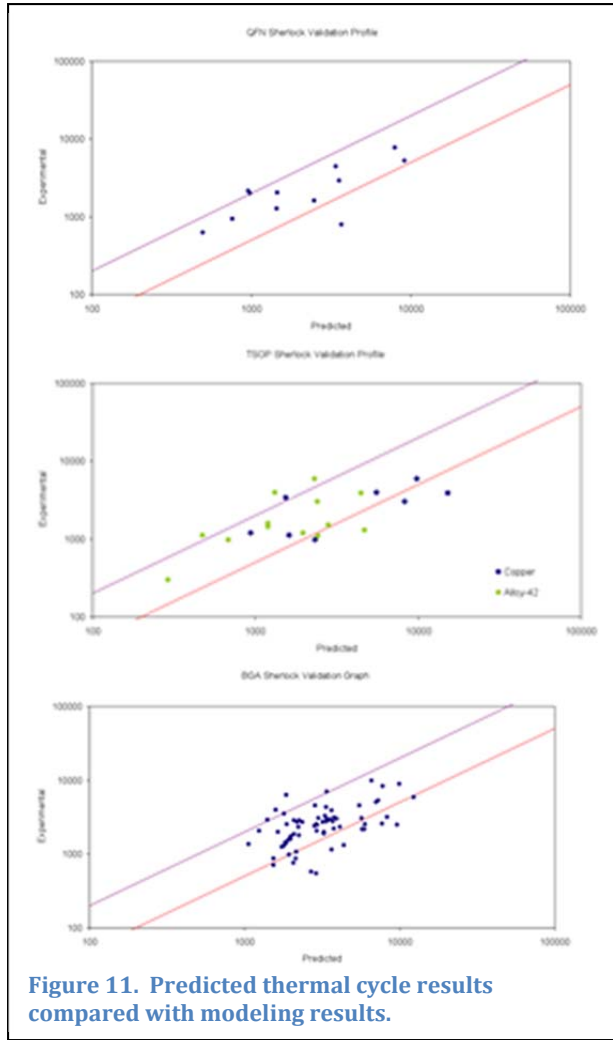 QFN Sherlock Validation Profile
100000
10000
1000
100
Experimental
100
1000
10000
100000
Predicted
TSOP Sherlock Validation Profile
100000
10000
1000
100
Experimental
Copper
Alloy-42
100
1000
10000
100000
Predicted
BGA Sherlock Validation Graph
100000
10000
1000
100
Experimental
100
1000
10000
100000
Predicted
Figure 11. Predicted thermal cycle results
compared with modeling results.